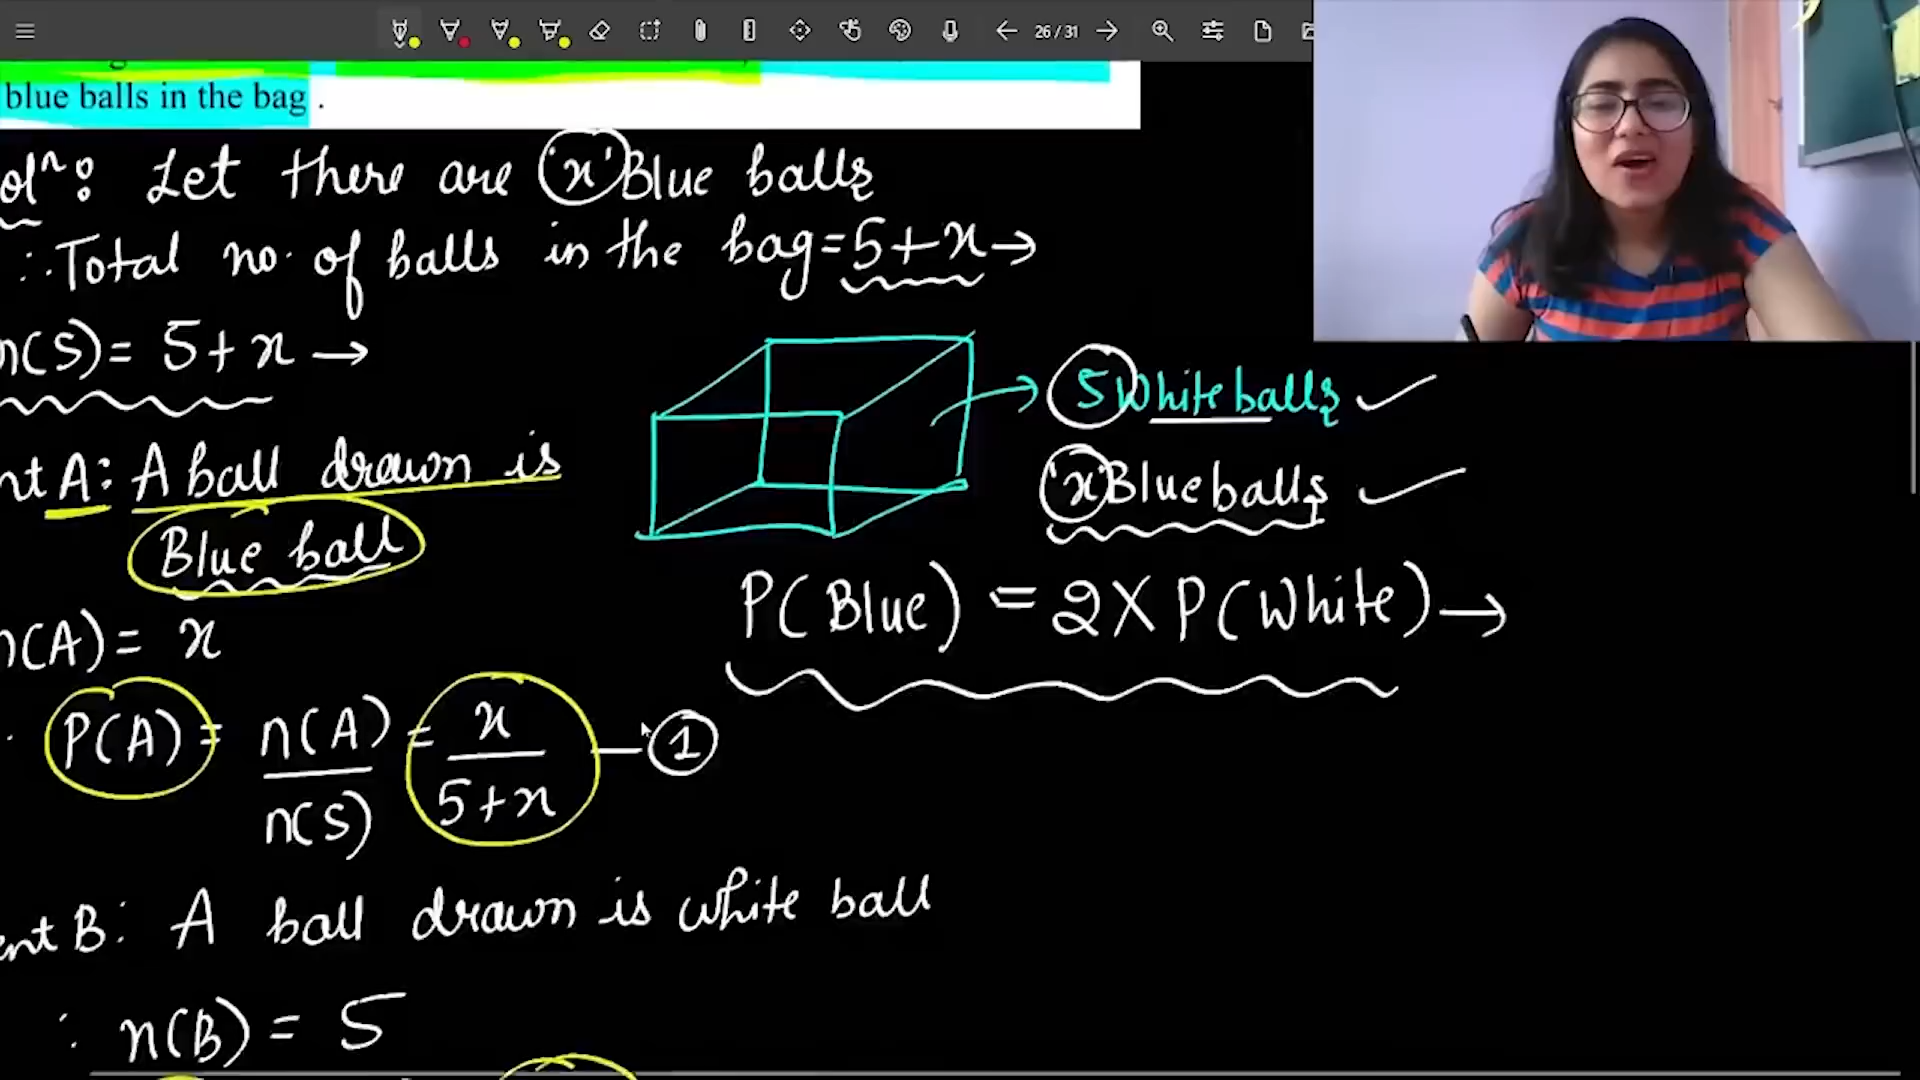 26/31
blue balls in the bag .
olⁿ: Let there are 'x' Blue balls
∴ Total no. of balls in the bag = 5+x →
n(S) = 5+x →
5 White balls ✓
'x' Blue balls ✓
nt A: A ball drawn is
Blue ball
P(Blue) = 2 X P(White) →
n(A) = x
P(A) = n(A)/n(S) = x/5+x — ①
ent B: A ball drawn is white ball
∴ n(B) = 5